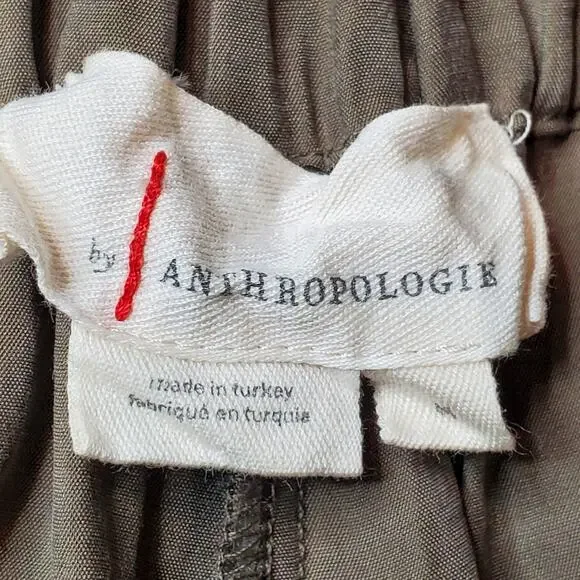 by ANTHROPOLOGIE
made in turkey
fabriqué en turquie
M